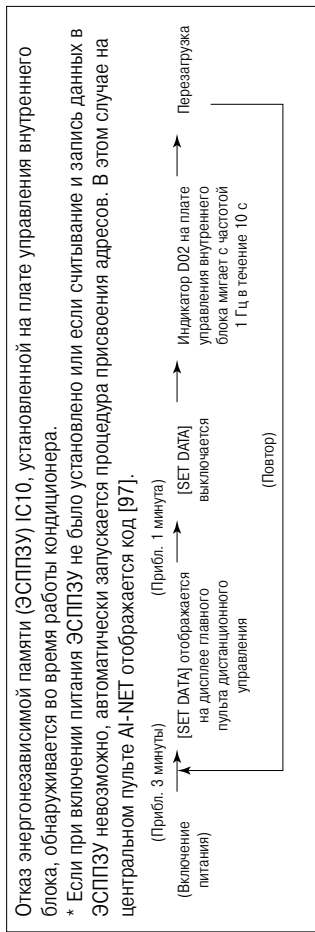 Отказ энергонезависимой памяти (ЭСППЗУ) IC10, установленной на плате управления внутреннего
блока, обнаруживается во время работы кондиционера.
* Если при включении питания ЭСППЗУ не было установлено или если считывание и запись данных в
ЭСППЗУ невозможно, автоматически запускается процедура присвоения адресов. В этом случае на
центральном пульте AI-NET отображается код [97].
(Прибл. 3 минуты)
(Прибл. 1 минута)
(Включение
питания)
[SET DATA] отображается
на дисплее главного
пульта дистанционного
управления
[SET DATA]
выключается
Индикатор D02 на плате
управления внутреннего
блока мигает с частотой
1 Гц в течение 10 с
Перезагрузка
(Повтор)